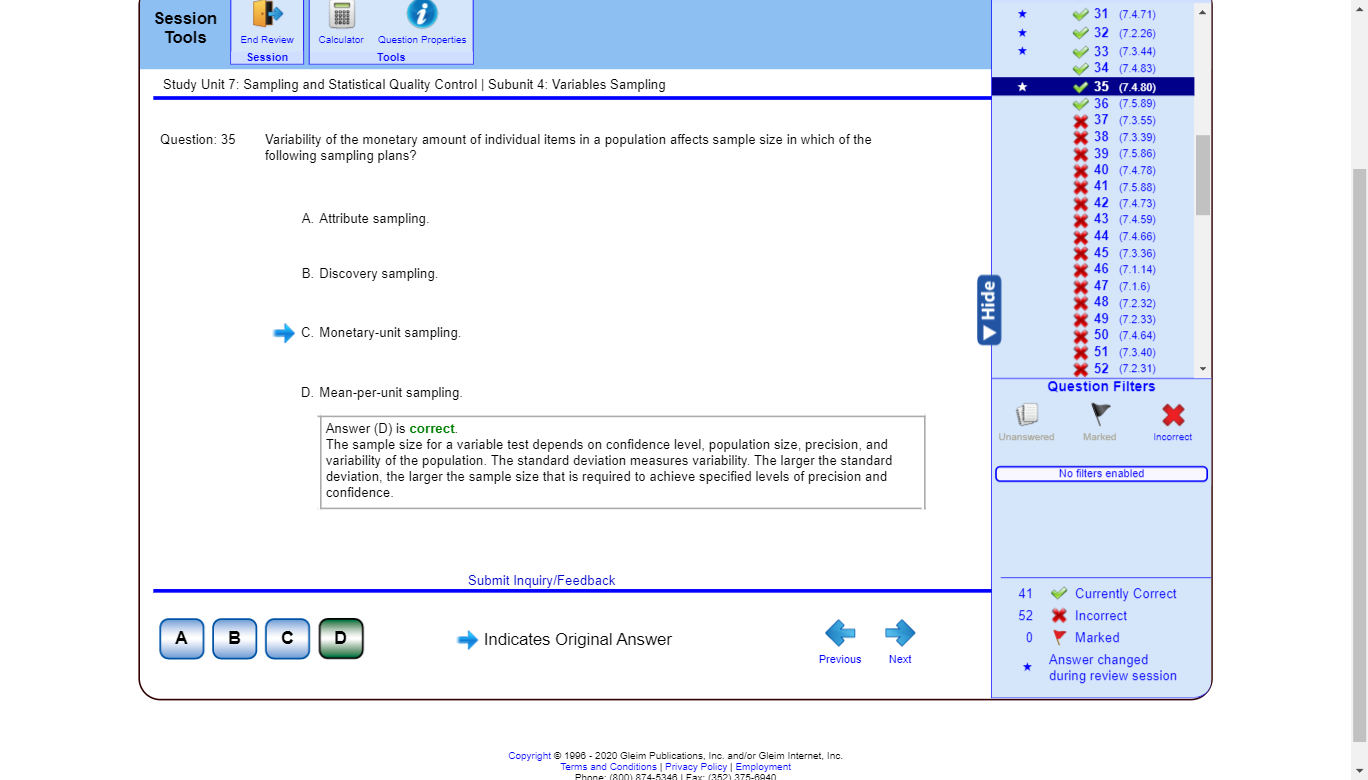 Session
Tools
End Review
Session
Calculator
Question Properties
Tools
Study Unit 7: Sampling and Statistical Quality Control | Subunit 4: Variables Sampling
Question: 35
Variability of the monetary amount of individual items in a population affects sample size in which of the
following sampling plans?
A. Attribute sampling.
B. Discovery sampling.
C. Monetary-unit sampling.
D. Mean-per-unit sampling.
Answer (D) is correct.
The sample size for a variable test depends on confidence level, population size, precision, and
variability of the population. The standard deviation measures variability. The larger the standard
deviation, the larger the sample size that is required to achieve specified levels of precision and
confidence.
Submit Inquiry/Feedback
A
B
C
D
Indicates Original Answer
Previous
Next
31 (7.4.71)
32 (7.2.26)
33 (7.3.44)
34 (7.4.83)
35 (7.4.80)
36 (7.5.89)
37 (7.3.55)
38 (7.3.39)
39 (7.5.86)
40 (7.4.78)
41 (7.5.88)
42 (7.4.73)
43 (7.4.59)
44 (7.4.66)
45 (7.3.36)
46 (7.1.14)
47 (7.1.6)
48 (7.2.32)
49 (7.2.33)
50 (7.4.64)
51 (7.3.40)
52 (7.2.31)
Hide
Question Filters
Unanswered
Marked
Incorrect
No filters enabled
41 Currently Correct
52 Incorrect
0 Marked
Answer changed
during review session
Copyright © 1996 - 2020 Gleim Publications, Inc. and/or Gleim Internet, Inc.
Terms and Conditions | Privacy Policy | Employment
Phone: (800) 874-5346 | Fax: (352) 375-6940